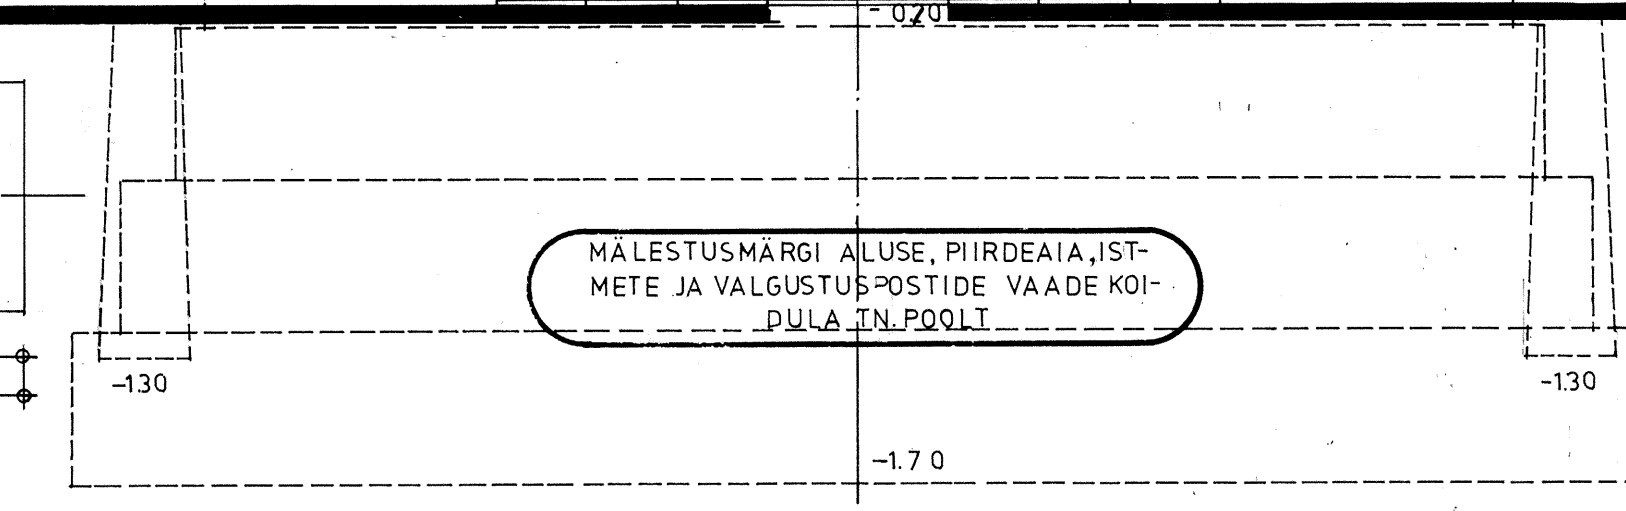 - 0.20
MÄLESTUSMÄRGI ALUSE, PIIRDEAIA, IST-
METE JA VALGUSTUSPOSTIDE VAADE KOI-
DULA TN. POOLT
-1.30
-1.30
-1.70